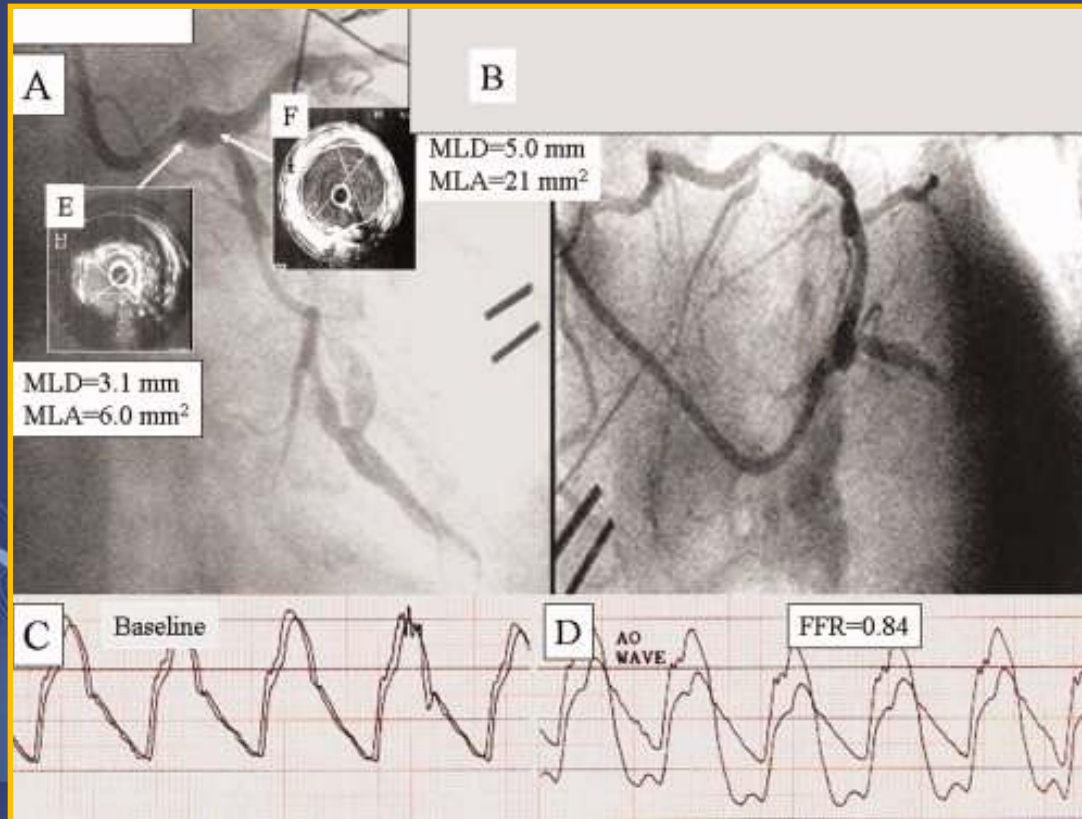 A
B
F
MLD=5.0 mm
MLA=21 mm²
E
MLD=3.1 mm
MLA=6.0 mm²
C
Baseline
D
AO
WAVE
FFR=0.84